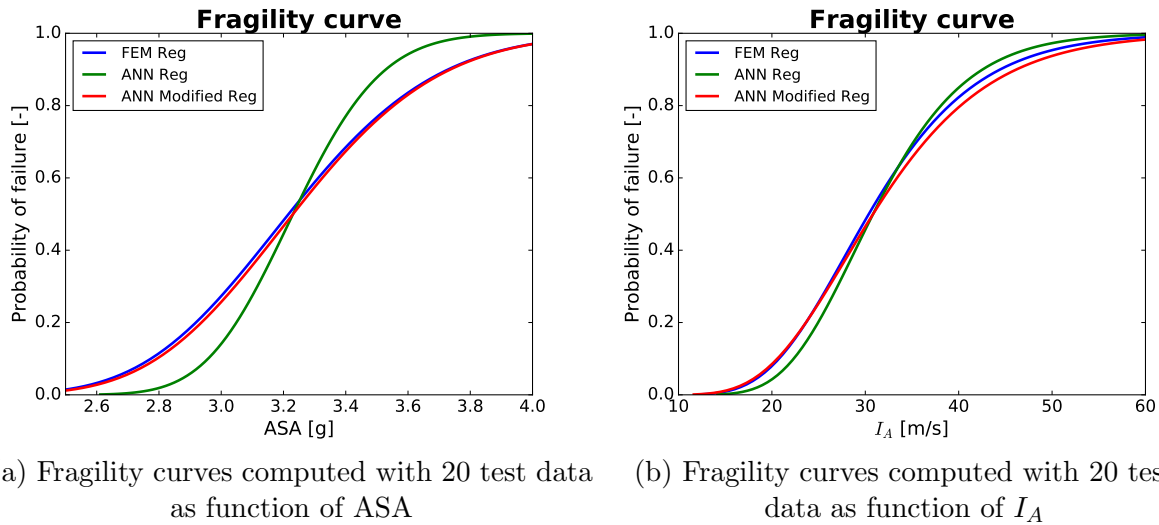 Fragility curve
1.0
0.8
0.6
0.4
0.2
0.0
Probability of failure [-]
FEM Reg
ANN Reg
ANN Modified Reg
2.6 2.8 3.0 3.2 3.4 3.6 3.8 4.0
ASA [g]
a) Fragility curves computed with 20 test data
as function of ASA
Fragility curve
1.0
0.8
0.6
0.4
0.2
0.0
Probability of failure [-]
FEM Reg
ANN Reg
ANN Modified Reg
10 20 30 40 50 60
I_A [m/s]
(b) Fragility curves computed with 20 tes
data as function of I_A